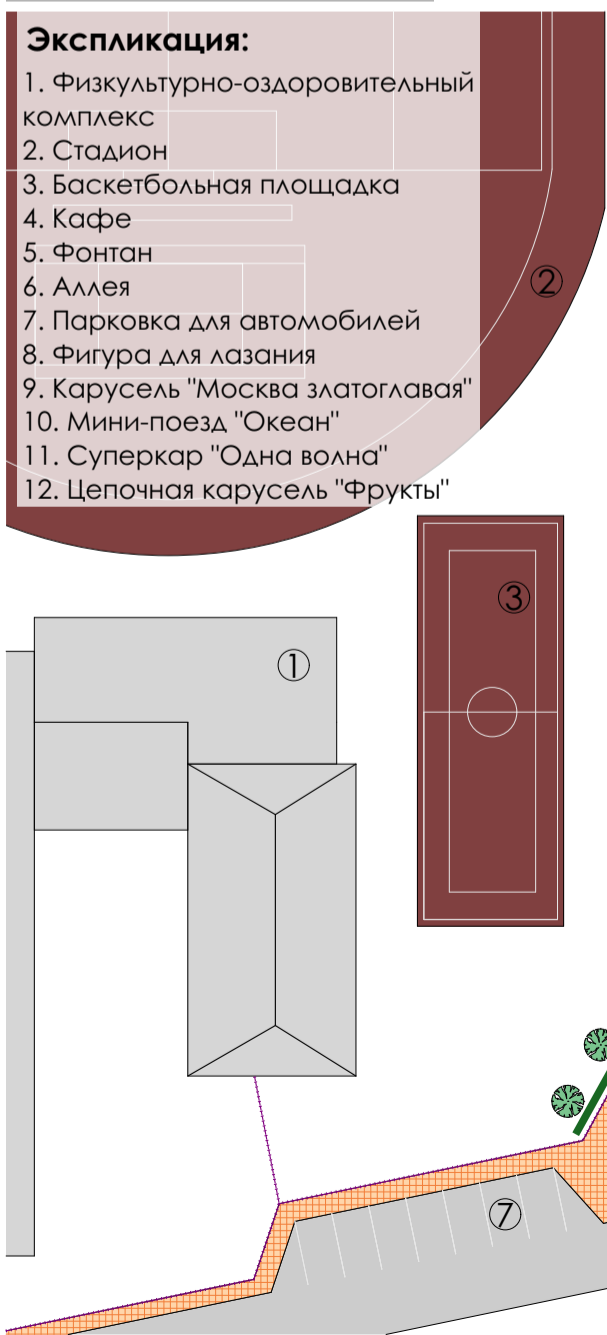 Экспликация:
1. Физкультурно-оздоровительный
комплекс
2. Стадион
3. Баскетбольная площадка
4. Кафе
5. Фонтан
6. Аллея
7. Парковка для автомобилей
8. Фигура для лазания
9. Карусель "Москва златоглавая"
10. Мини-поезд "Океан"
11. Суперкар "Одна волна"
12. Цепочная карусель "Фрукты"
2
3
1
7